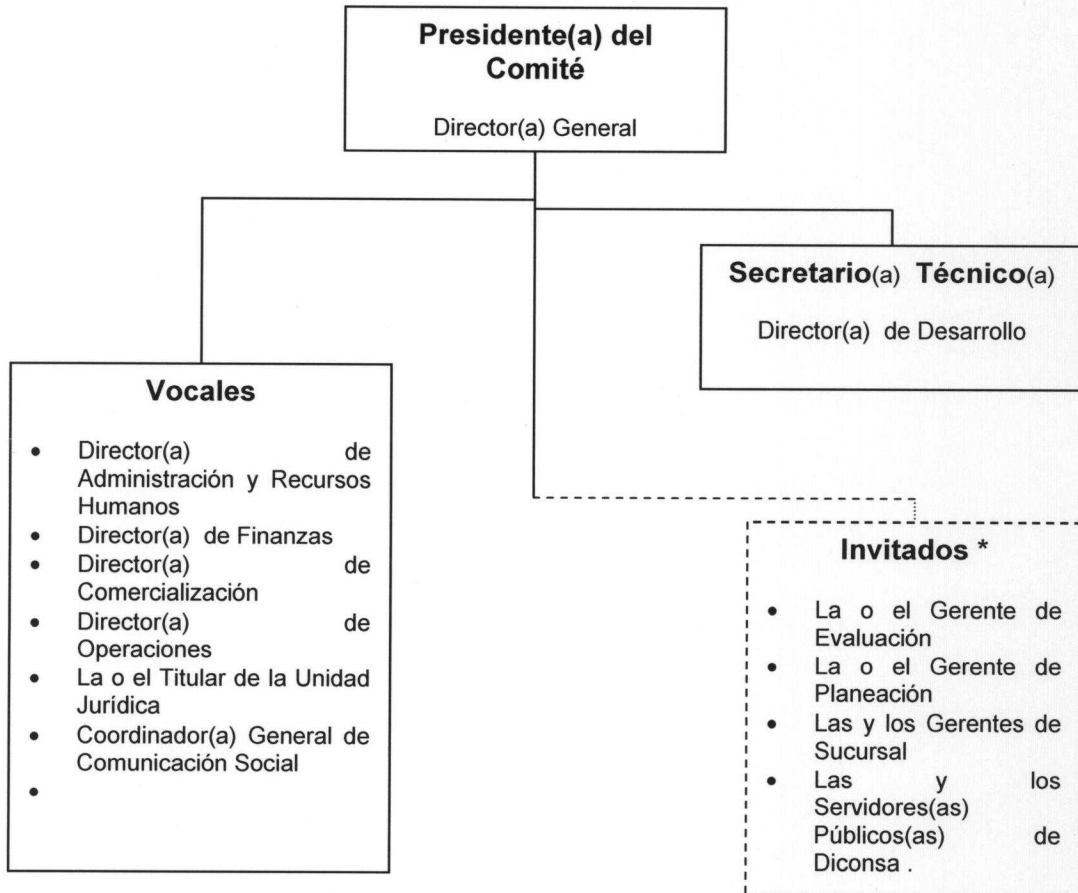 Presidente(a) del
Comité
Director(a) General
Secretario(a) Técnico(a)
Director(a) de Desarrollo
Vocales
• Director(a) de
Administración y Recursos
Humanos
• Director(a) de Finanzas
• Director(a) de
Comercialización
• Director(a) de
Operaciones
• La o el Titular de la Unidad
Jurídica
• Coordinador(a) General de
Comunicación Social
•
Invitados *
• La o el Gerente de
Evaluación
• La o el Gerente de
Planeación
• Las y los Gerentes de
Sucursal
• Las y los
Servidores(as)
Públicos(as) de
Diconsa .